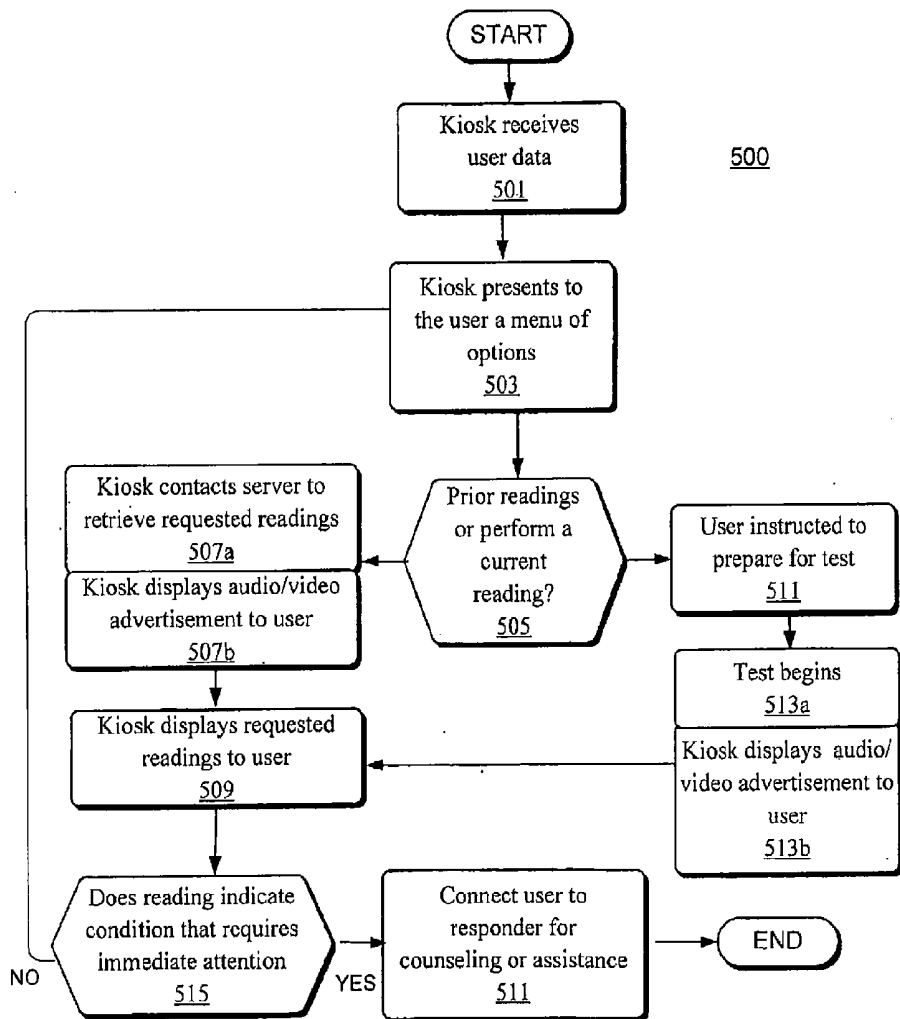 START
Kiosk receives
user data
501
500
Kiosk presents to
the user a menu of
options
503
Prior readings
or perform a
current
reading?
505
Kiosk contacts server to
retrieve requested readings
507a
Kiosk displays audio/video
advertisement to user
507b
User instructed to
prepare for test
511
Test begins
513a
Kiosk displays audio/
video advertisement to
user
513b
Kiosk displays requested
readings to user
509
Does reading indicate
condition that requires
immediate attention
515
NO
YES
Connect user to
responder for
counseling or assistance
511
END